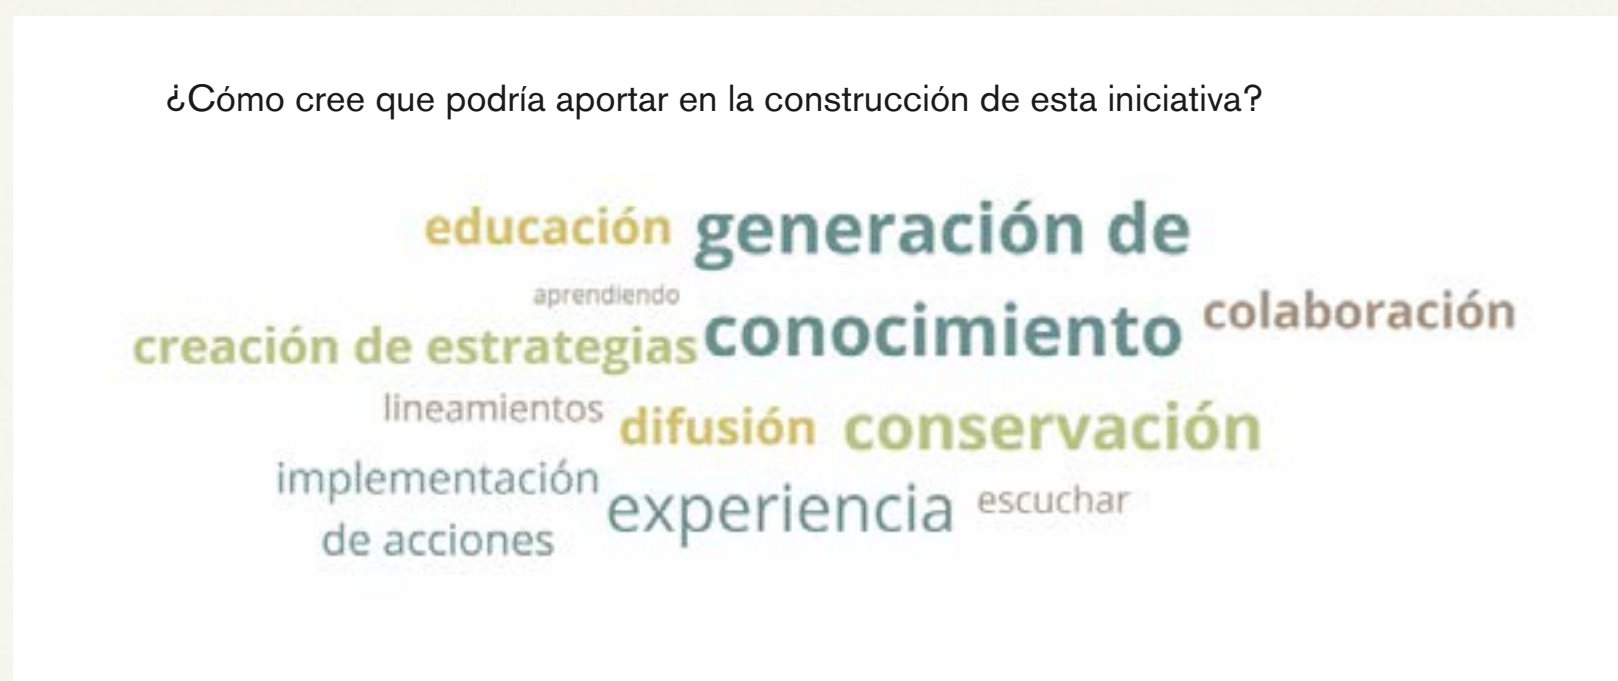 ¿Cómo cree que podría aportar en la construcción de esta iniciativa?
educación
generación de
conocimiento
aprendiendo
colaboración
creación de estrategias
lineamientos
difusión
conservación
implementación
de acciones
experiencia
escuchar